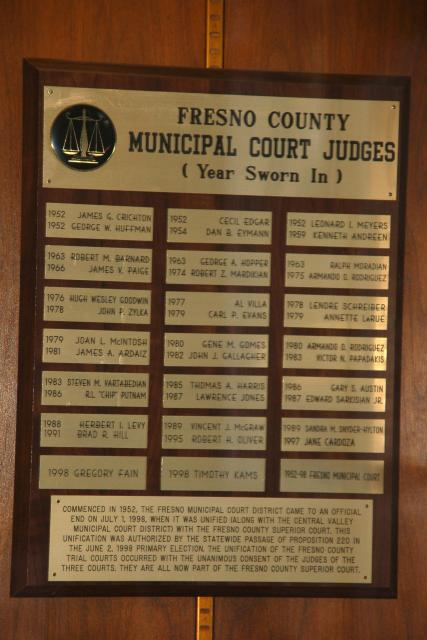 FRESNO COUNTY
MUNICIPAL COURT JUDGES
( Year Sworn In )
1952 JAMES G. CRICHTON
1952 GEORGE W. HUFFMAN
1952 CECIL EDGAR
1954 DAN B. EYMANN
1952 LEONARD I. MEYERS
1959 KENNETH ANDREEN
1963 ROBERT M. BARNARD
1966 JAMES V. PAIGE
1963 GEORGE A. HOPPER
1974 ROBERT Z. MARDIKIAN
1963 RALPH MORADIAN
1975 ARMANDO O. RODRIGUEZ
1976 HUGH WESLEY GOODWIN
1978 JOHN P. ZYLKA
1977 AL VILLA
1979 CARL P. EVANS
1978 LENORE SCHREIBER
1979 ANNETTE LaRUE
1979 JOAN L. McINTOSH
1981 JAMES A. ARDAIZ
1980 GENE M. GOMES
1982 JOHN J. GALLAGHER
1980 ARMANDO O. RODRIGUEZ
1983 VICTOR N. PAPADAKIS
1983 STEVEN M. VARTABEDIAN
1986 R.L. "CHIP" PUTNAM
1985 THOMAS A. HARRIS
1987 LAWRENCE JONES
1986 GARY S. AUSTIN
1987 EDWARD SARKISIAN JR.
1988 HERBERT I. LEVY
1991 BRAD R. HILL
1989 VINCENT J. McGRAW
1995 ROBERT H. OLIVER
1989 SANDRA M. SNYDER-HYLTON
1997 JANE CARDOZA
1998 GREGORY FAIN
1998 TIMOTHY KAMS
1952-98 FRESNO MUNICIPAL COURT
COMMENCED IN 1952, THE FRESNO MUNICIPAL COURT DISTRICT CAME TO AN OFFICIAL
END ON JULY 1, 1998, WHEN IT WAS UNIFIED (ALONG WITH THE CENTRAL VALLEY
MUNICIPAL COURT DISTRICT) WITH THE FRESNO COUNTY SUPERIOR COURT. THIS
UNIFICATION WAS AUTHORIZED BY THE STATEWIDE PASSAGE OF PROPOSITION 220 IN
THE JUNE 2, 1998 PRIMARY ELECTION. THE UNIFICATION OF THE FRESNO COUNTY
TRIAL COURTS OCCURRED WITH THE UNANIMOUS CONSENT OF THE JUDGES OF THE
THREE COURTS. THEY ARE ALL NOW PART OF THE FRESNO COUNTY SUPERIOR COURT.